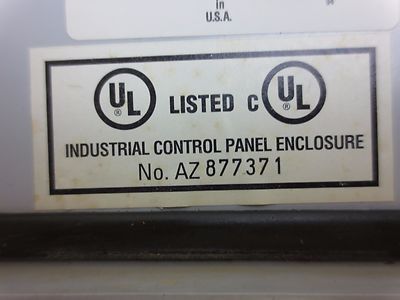 in
U.S.A.
UL ® LISTED C UL ®
INDUSTRIAL CONTROL PANEL ENCLOSURE
No. AZ 877371